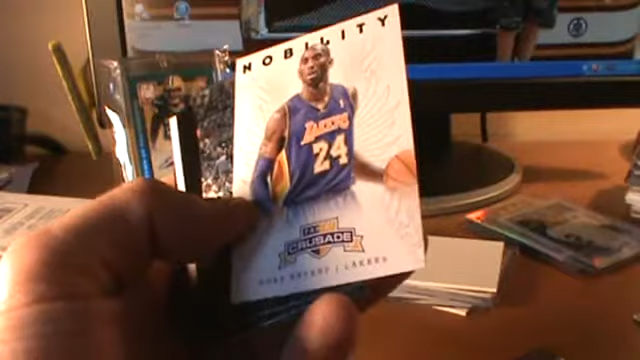 NOBILITY
LAKERS
24
CRUSADE
KOBE BRYANT | LAKERS